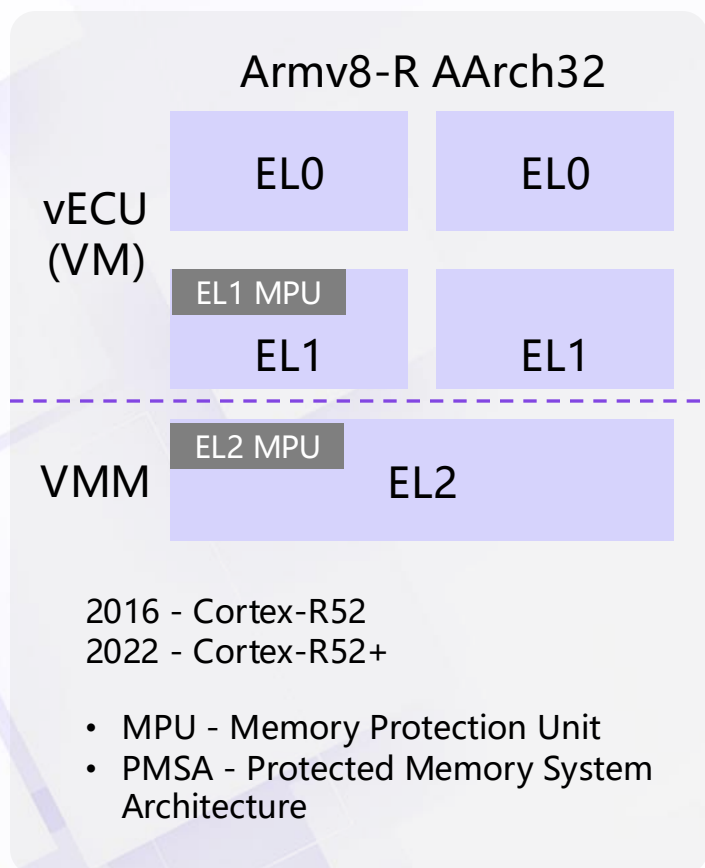 Armv8-R AArch32
EL0
EL0
vECU
(VM)
EL1 MPU
EL1
EL1
EL2 MPU
VMM
EL2
2016 - Cortex-R52
2022 - Cortex-R52+
• MPU - Memory Protection Unit
• PMSA - Protected Memory System
Architecture